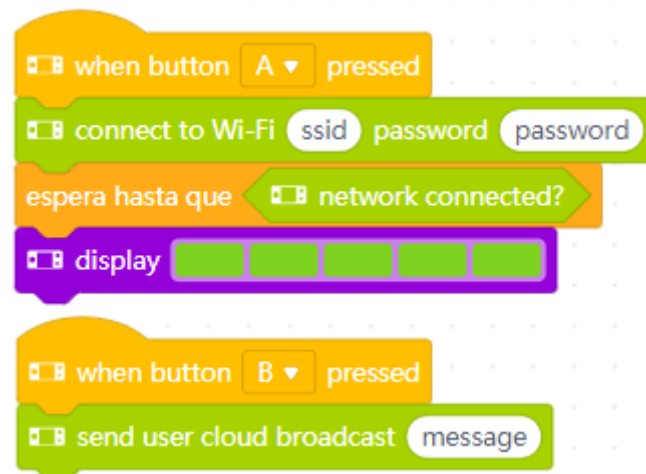 when button A pressed
connect to Wi-Fi ssid password password
espera hasta que network connected?
display
when button B pressed
send user cloud broadcast message